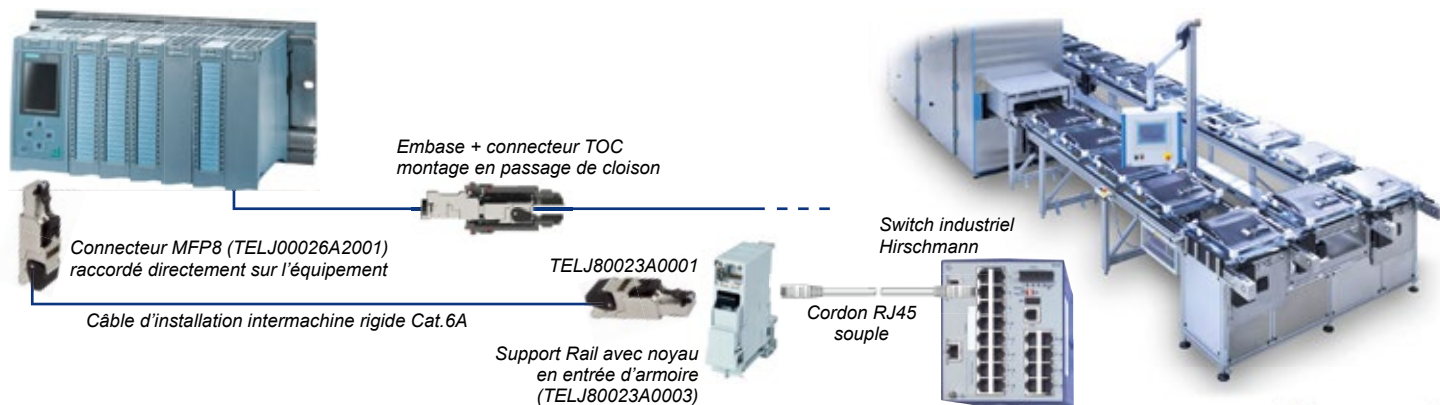 Embase + connecteur TOC
montage en passage de cloison
Connecteur MFP8 (TELJ00026A2001)
raccordé directement sur l’équipement
TELJ80023A0001
Switch industriel
Hirschmann
Câble d’installation intermachine rigide Cat.6A
Cordon RJ45
souple
Support Rail avec noyau
en entrée d’armoire
(TELJ80023A0003)